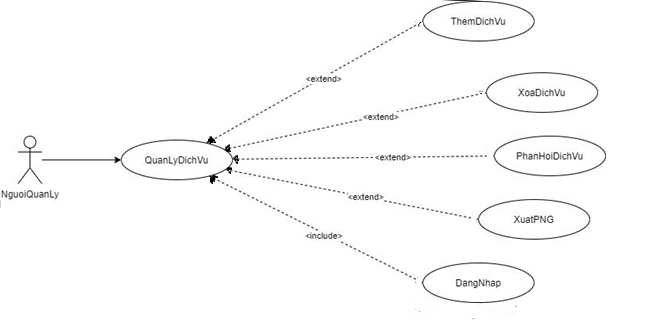 ThemDichVu
<extend>
XoaDichVu
<extend>
QuanLyDichVu
<extend>
PhanHoiDichVu
NguoiQuanLy
<extend>
XuatPNG
<include>
DangNhap